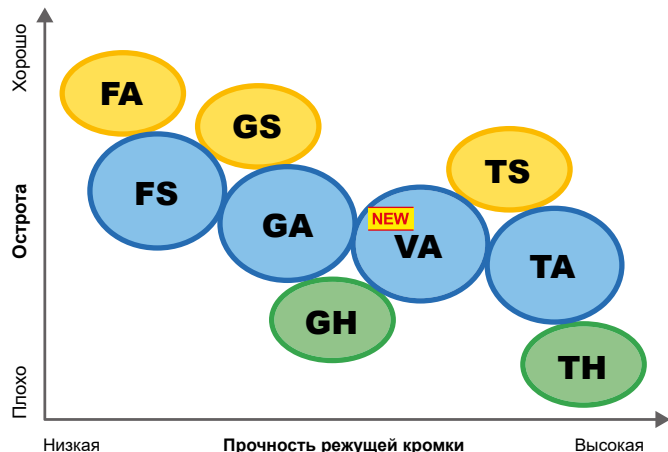 Хорошо
Острота
Плохо
FA
GS
TS
FS
GA
NEW
VA
TA
GH
TH
Низкая
Прочность режущей кромки
Высокая